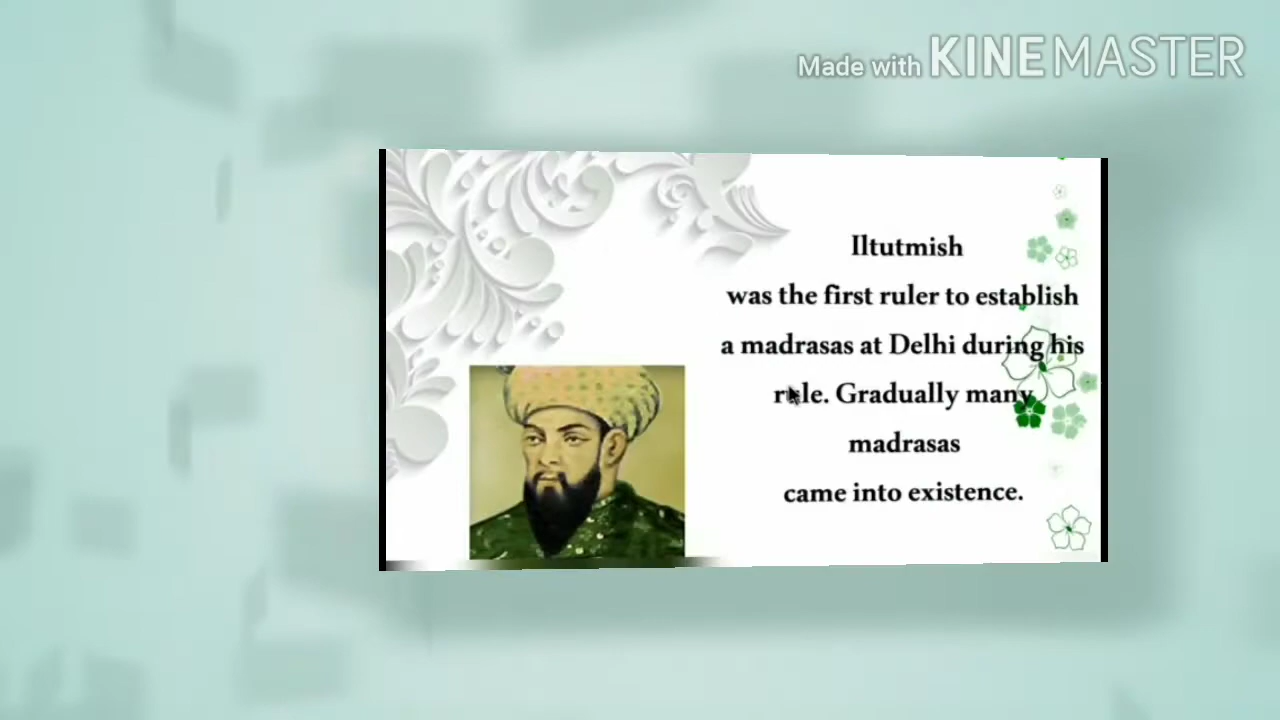 Made with KINEMASTER
Iltutmish
was the first ruler to establish
a madrasas at Delhi during his
rule. Gradually many
madrasas
came into existence.